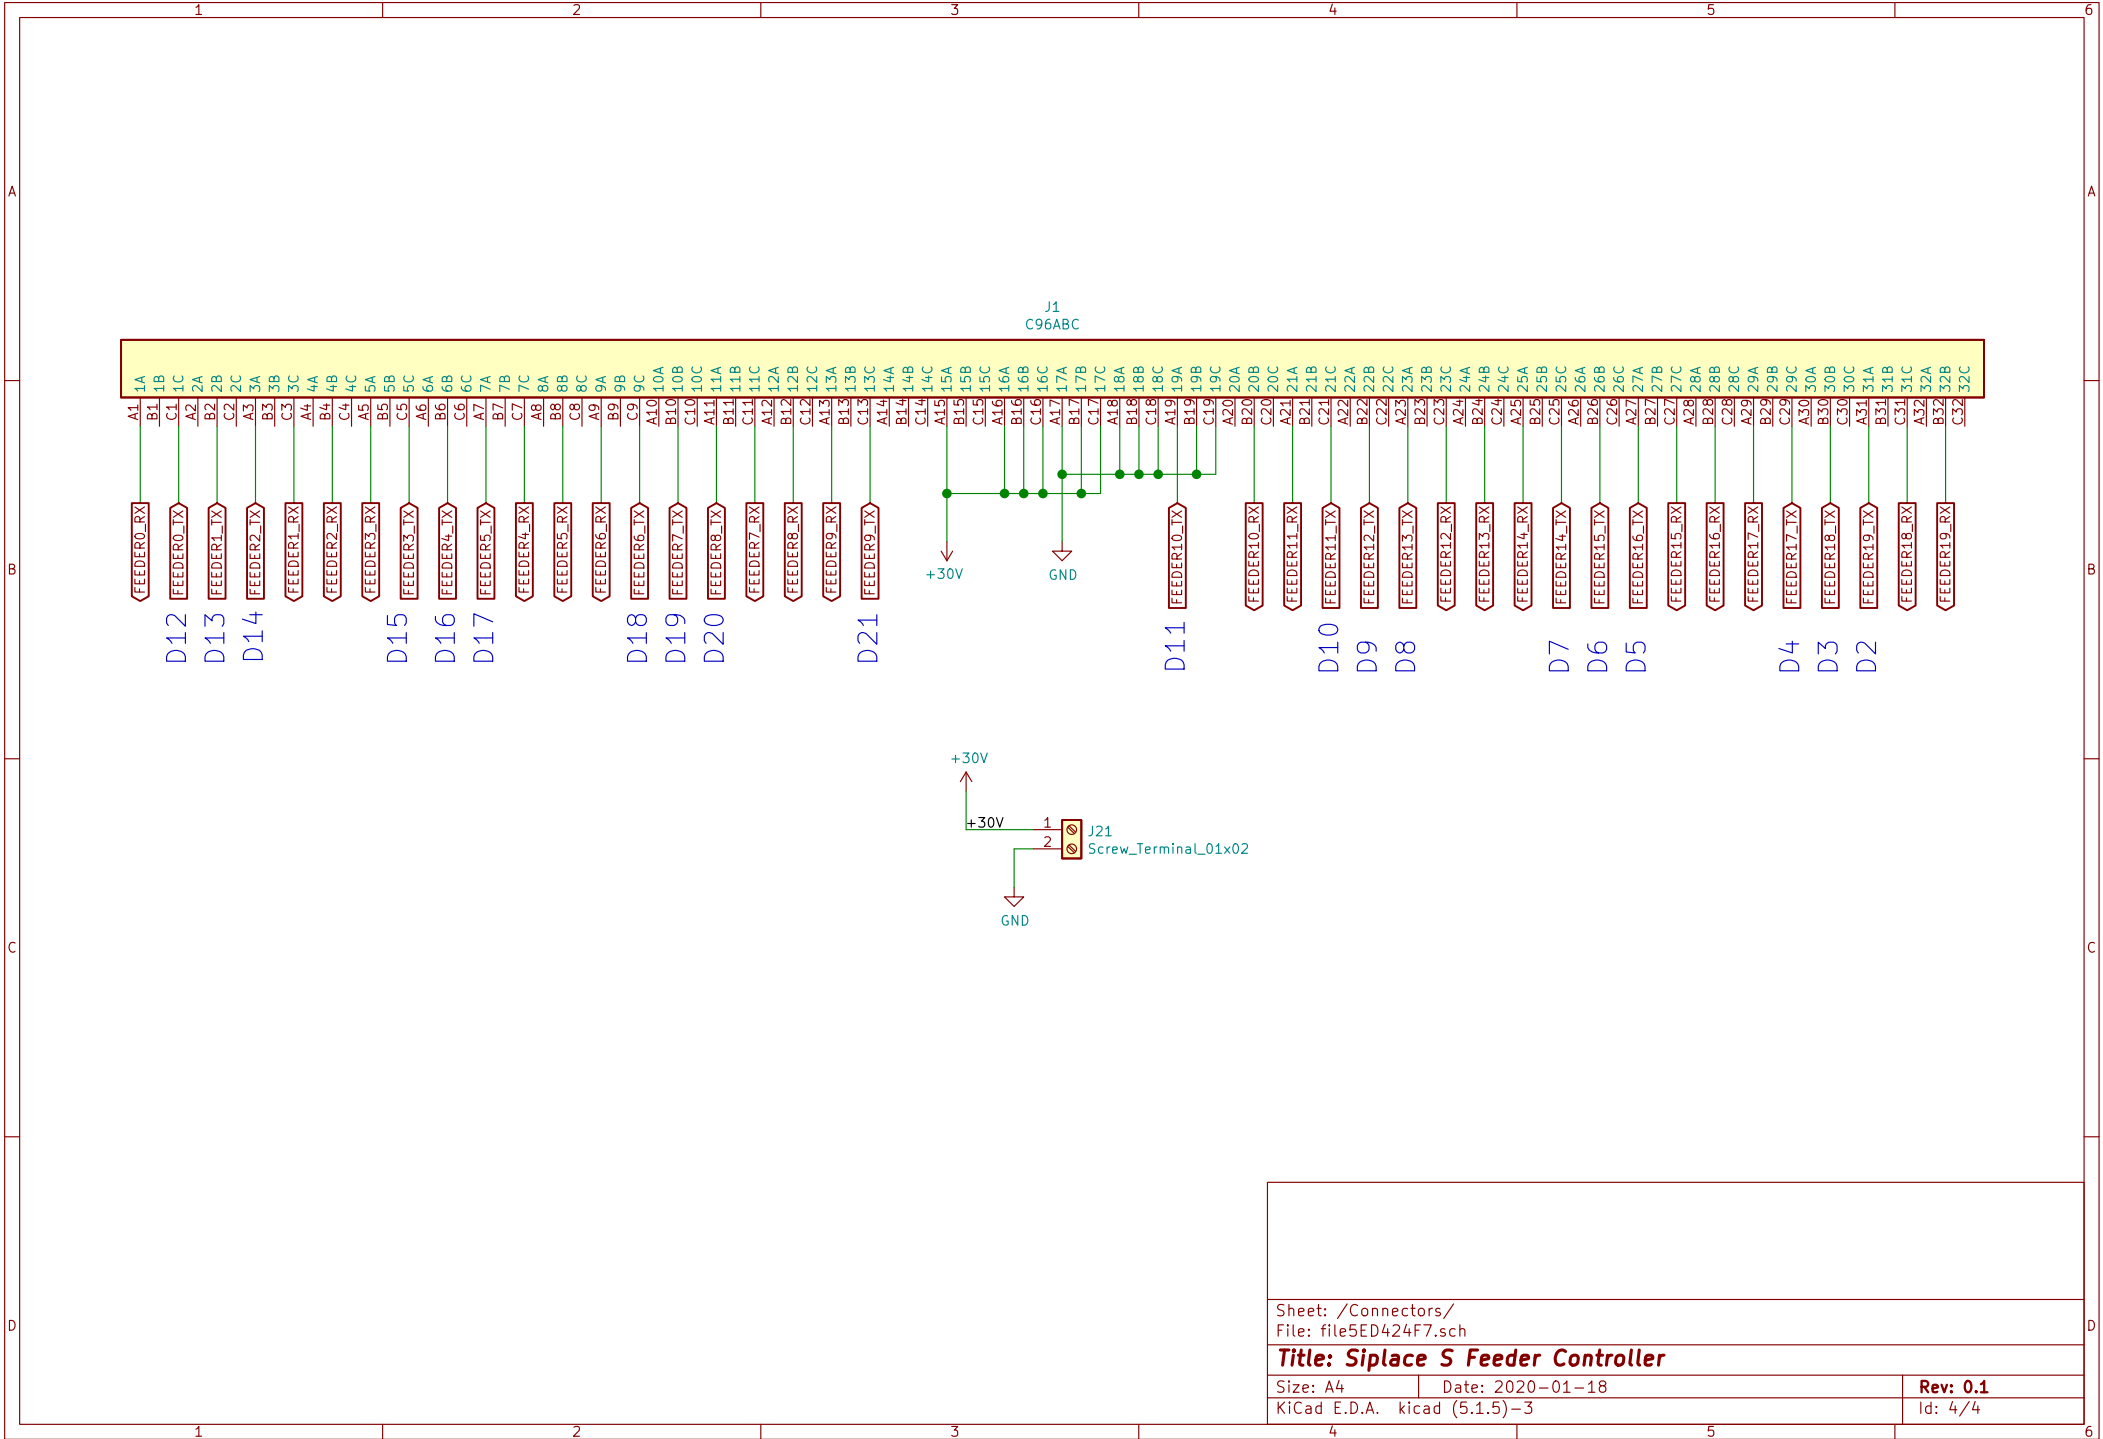 1 2 3 4 5 6
A A
J1
C96ABC
1A 1B 1C 2A 2B 2C 3A 3B 3C 4A 4B 4C 5A 5B 5C 6A 6B 6C 7A 7B 7C 8A 8B 8C 9A 9B 9C 10A 10B 10C 11A 11B 11C 12A 12B 12C 13A 13B 13C 14A 14B 14C 15A 15B 15C 16A 16B 16C 17A 17B 17C 18A 18B 18C 19A 19B 19C 20A 20B 20C 21A 21B 21C 22A 22B 22C 23A 23B 23C 24A 24B 24C 25A 25B 25C 26A 26B 26C 27A 27B 27C 28A 28B 28C 29A 29B 29C 30A 30B 30C 31A 31B 31C 32A 32B 32C
A1 B1 C1 A2 B2 C2 A3 B3 C3 A4 B4 C4 A5 B5 C5 A6 B6 C6 A7 B7 C7 A8 B8 C8 A9 B9 C9 A10 B10 C10 A11 B11 C11 A12 B12 C12 A13 B13 C13 A14 B14 C14 A15 B15 C15 A16 B16 C16 A17 B17 C17 A18 B18 C18 A19 B19 C19 A20 B20 C20 A21 B21 C21 A22 B22 C22 A23 B23 C23 A24 B24 C24 A25 B25 C25 A26 B26 C26 A27 B27 C27 A28 B28 C28 A29 B29 C29 A30 B30 C30 A31 B31 C31 A32 B32 C32
FEEDER0_RX FEEDER0_TX FEEDER1_TX FEEDER2_TX FEEDER1_RX FEEDER2_RX FEEDER3_RX FEEDER3_TX FEEDER4_TX FEEDER5_TX FEEDER4_RX FEEDER5_RX FEEDER6_RX FEEDER6_TX FEEDER7_TX FEEDER8_TX FEEDER7_RX FEEDER8_RX FEEDER9_RX FEEDER9_TX FEEDER10_TX FEEDER10_RX FEEDER11_RX FEEDER11_TX FEEDER12_TX FEEDER13_TX FEEDER12_RX FEEDER13_RX FEEDER14_RX FEEDER14_TX FEEDER15_TX FEEDER16_TX FEEDER15_RX FEEDER16_RX FEEDER17_RX FEEDER17_TX FEEDER18_TX FEEDER19_TX FEEDER18_RX FEEDER19_RX
B B
+30V GND
D12 D13 D14 D15 D16 D17 D18 D19 D20 D21 D11 D10 D9 D8 D7 D6 D5 D4 D3 D2
+30V
+30V 1 J21
2 Screw_Terminal_01x02
GND
C C
Sheet: /Connectors/
File: file5ED424F7.sch
D D
Title: Siplace S Feeder Controller
Size: A4 Date: 2020-01-18 Rev: 0.1
KiCad E.D.A. kicad (5.1.5)-3 Id: 4/4
1 2 3 4 5 6